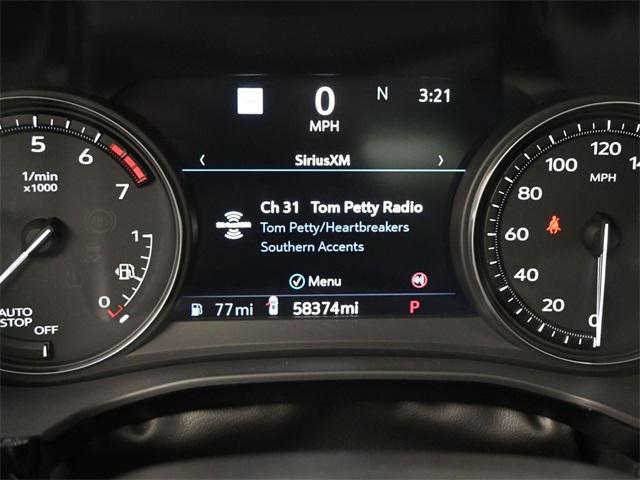 0
MPH
N
3:21
SiriusXM
Ch 31 Tom Petty Radio
Tom Petty/Heartbreakers
Southern Accents
Menu
77mi
58374mi
P
5
6
7
1/min
x1000
1
0
AUTO
STOP
OFF
0
20
40
60
80
100
120
MPH